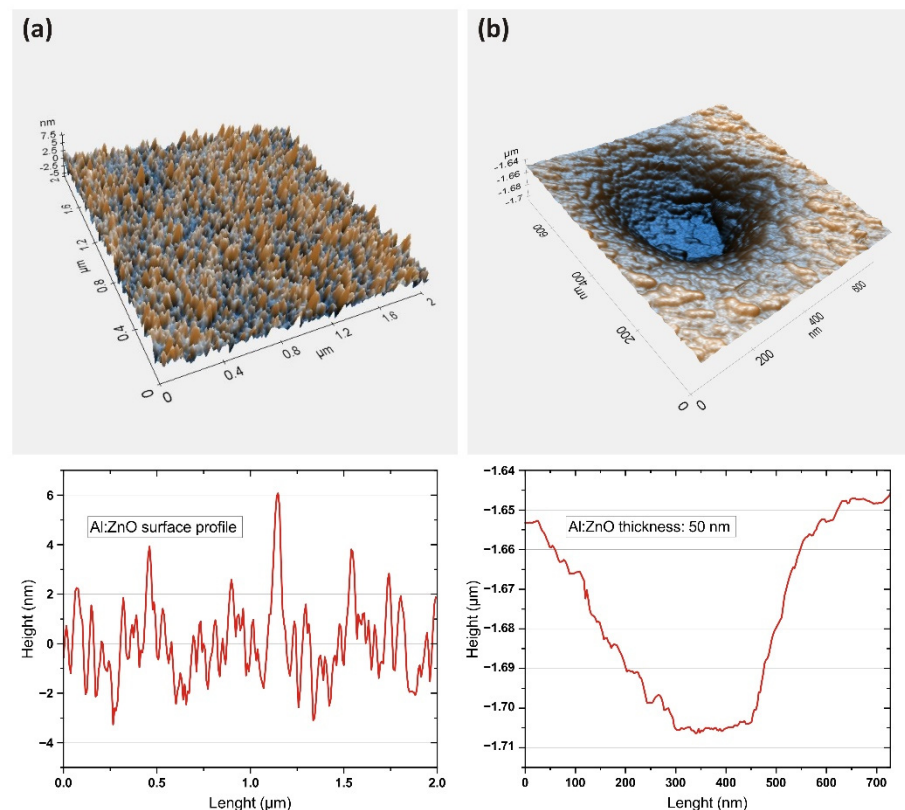 (a)
nm
7.5
5
2.5
0
-2.5
-5
2
1.6
1.2
µm
0.8
0.4
0
0
0.4
0.8
µm
1.2
1.6
2
(b)
µm
-1.64
-1.66
-1.68
-1.7
600
400
nm
200
0
0
200
400
nm
600
Al:ZnO surface profile
Height (nm)
6
4
2
0
−2
−4
0.0 0.5 1.0 1.5 2.0
Lenght (µm)
Al:ZnO thickness: 50 nm
Height (µm)
−1.64
−1.65
−1.66
−1.67
−1.68
−1.69
−1.70
−1.71
0 100 200 300 400 500 600 700
Lenght (nm)